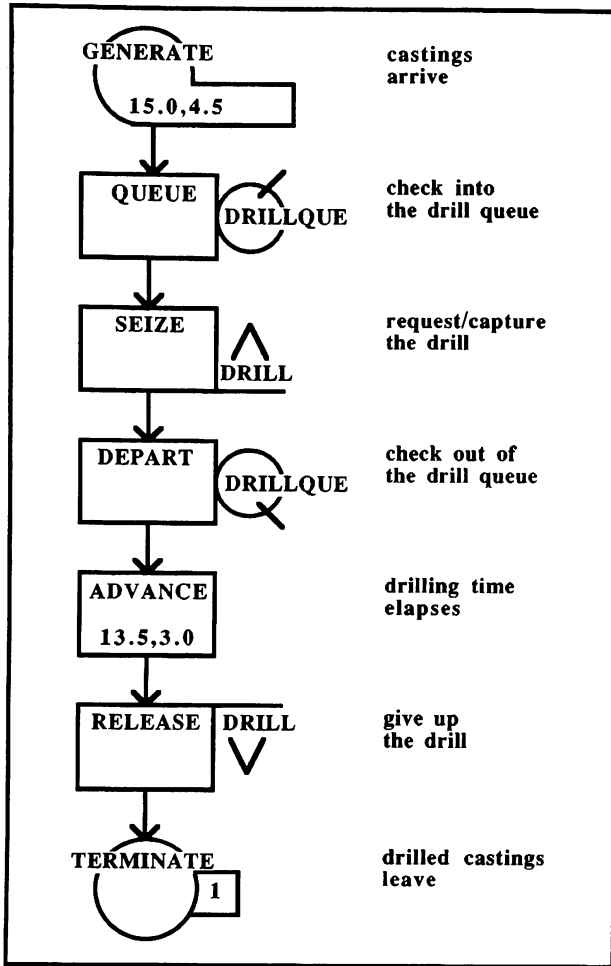 GENERATE
castings
arrive
15.0,4.5
QUEUE
DRILLQUE
check into
the drill queue
SEIZE
DRILL
request/capture
the drill
DEPART
DRILLQUE
check out of
the drill queue
ADVANCE
13.5,3.0
drilling time
elapses
RELEASE
DRILL
give up
the drill
TERMINATE
1
drilled castings
leave